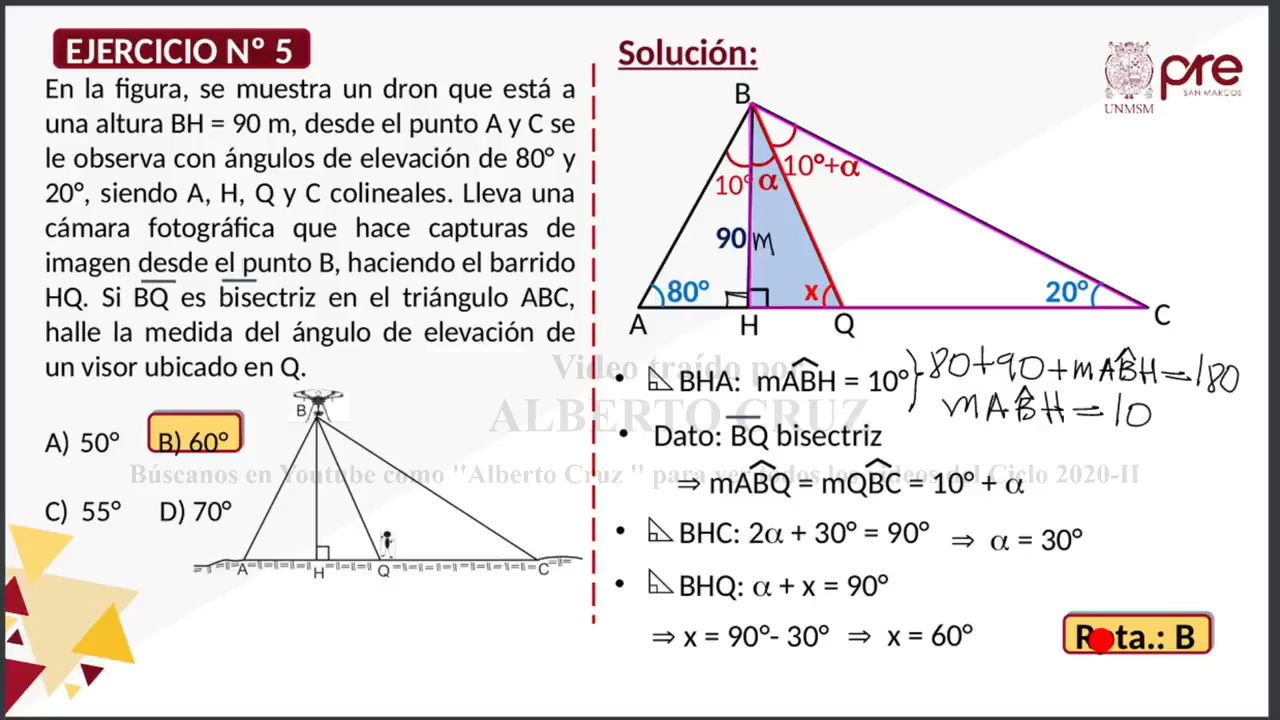 EJERCICIO Nº 5
En la figura, se muestra un dron que está a
una altura BH = 90 m, desde el punto A y C se
le observa con ángulos de elevación de 80° y
20°, siendo A, H, Q y C colineales. Lleva una
cámara fotográfica que hace capturas de
imagen desde el punto B, haciendo el barrido
HQ. Si BQ es bisectriz en el triángulo ABC,
halle la medida del ángulo de elevación de
un visor ubicado en Q.
A) 50°
B) 60°
C) 55°
D) 70°
B
A
H
Q
C
Solución:
UNMSM
pre
SAN MARCOS
B
10°
α
10°+α
90 m
80°
x
20°
A
H
Q
C
Video traído por
ALBERTO CRUZ
Búscanos en Youtube como "Alberto Cruz " para ver todos los videos del Ciclo 2020-II
• ⊿ BHA: mABH = 10°
80+90+mABH=180
mABH=10
• Dato: BQ bisectriz
⇒ mABQ = mQBC = 10° + α
• ⊿ BHC: 2α + 30° = 90° ⇒ α = 30°
• ⊿ BHQ: α + x = 90°
⇒ x = 90°- 30° ⇒ x = 60°
Rpta.: B